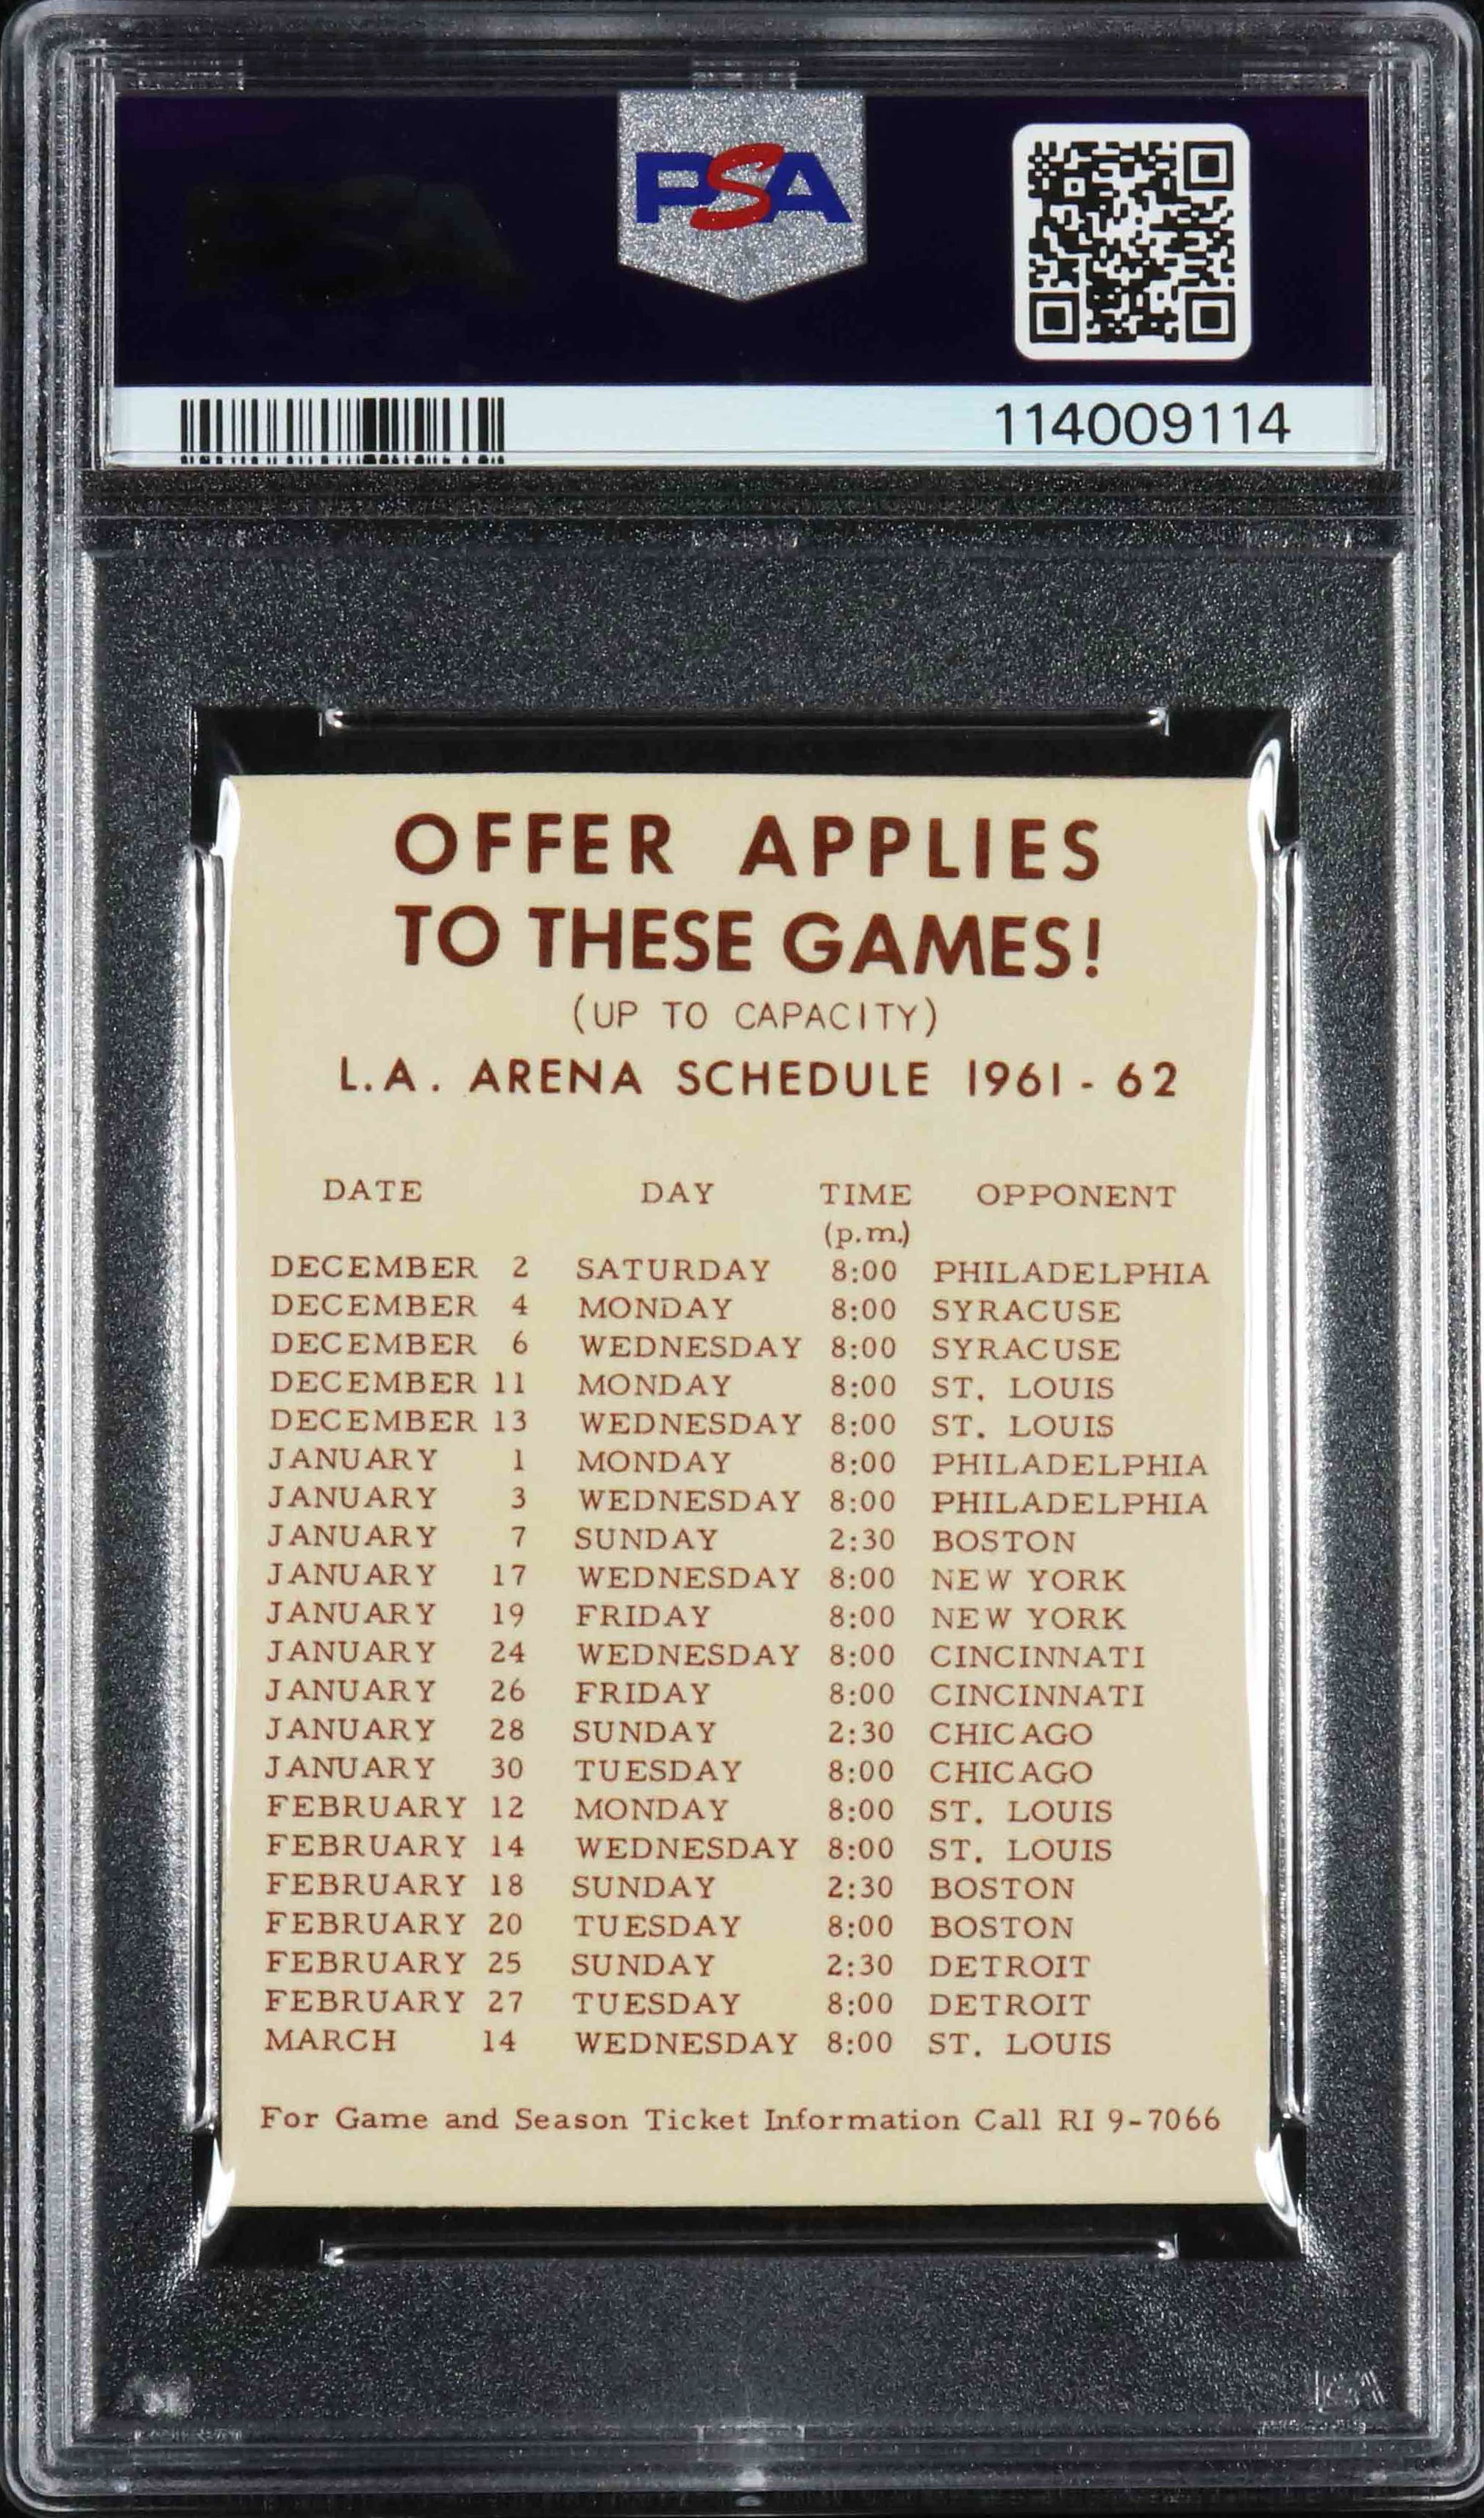 PSA
114009114
OFFER APPLIES
TO THESE GAMES!
(UP TO CAPACITY)
L.A. ARENA SCHEDULE 1961-62
DATE DAY TIME OPPONENT
(p.m.)
DECEMBER 2 SATURDAY 8:00 PHILADELPHIA
DECEMBER 4 MONDAY 8:00 SYRACUSE
DECEMBER 6 WEDNESDAY 8:00 SYRACUSE
DECEMBER 11 MONDAY 8:00 ST. LOUIS
DECEMBER 13 WEDNESDAY 8:00 ST. LOUIS
JANUARY 1 MONDAY 8:00 PHILADELPHIA
JANUARY 3 WEDNESDAY 8:00 PHILADELPHIA
JANUARY 7 SUNDAY 2:30 BOSTON
JANUARY 17 WEDNESDAY 8:00 NEW YORK
JANUARY 19 FRIDAY 8:00 NEW YORK
JANUARY 24 WEDNESDAY 8:00 CINCINNATI
JANUARY 26 FRIDAY 8:00 CINCINNATI
JANUARY 28 SUNDAY 2:30 CHICAGO
JANUARY 30 TUESDAY 8:00 CHICAGO
FEBRUARY 12 MONDAY 8:00 ST. LOUIS
FEBRUARY 14 WEDNESDAY 8:00 ST. LOUIS
FEBRUARY 18 SUNDAY 2:30 BOSTON
FEBRUARY 20 TUESDAY 8:00 BOSTON
FEBRUARY 25 SUNDAY 2:30 DETROIT
FEBRUARY 27 TUESDAY 8:00 DETROIT
MARCH 14 WEDNESDAY 8:00 ST. LOUIS
For Game and Season Ticket Information Call RI 9-7066